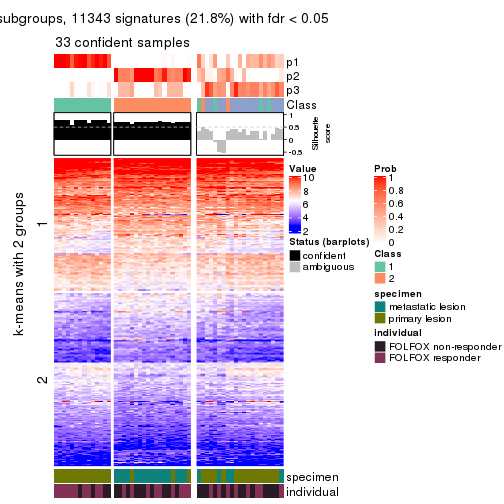 subgroups, 11343 signatures (21.8%) with fdr < 0.05
33 confident samples
p1
p2
p3
Class
1
0.5
0
-0.5
Silhouette
score
k-means with 2 groups
1
2
Value
10
8
6
4
2
Status (barplots)
confident
ambiguous
Prob
1
0.8
0.6
0.4
0.2
0
Class
1
2
specimen
metastatic lesion
primary lesion
individual
FOLFOX non-responder
FOLFOX responder
specimen
individual